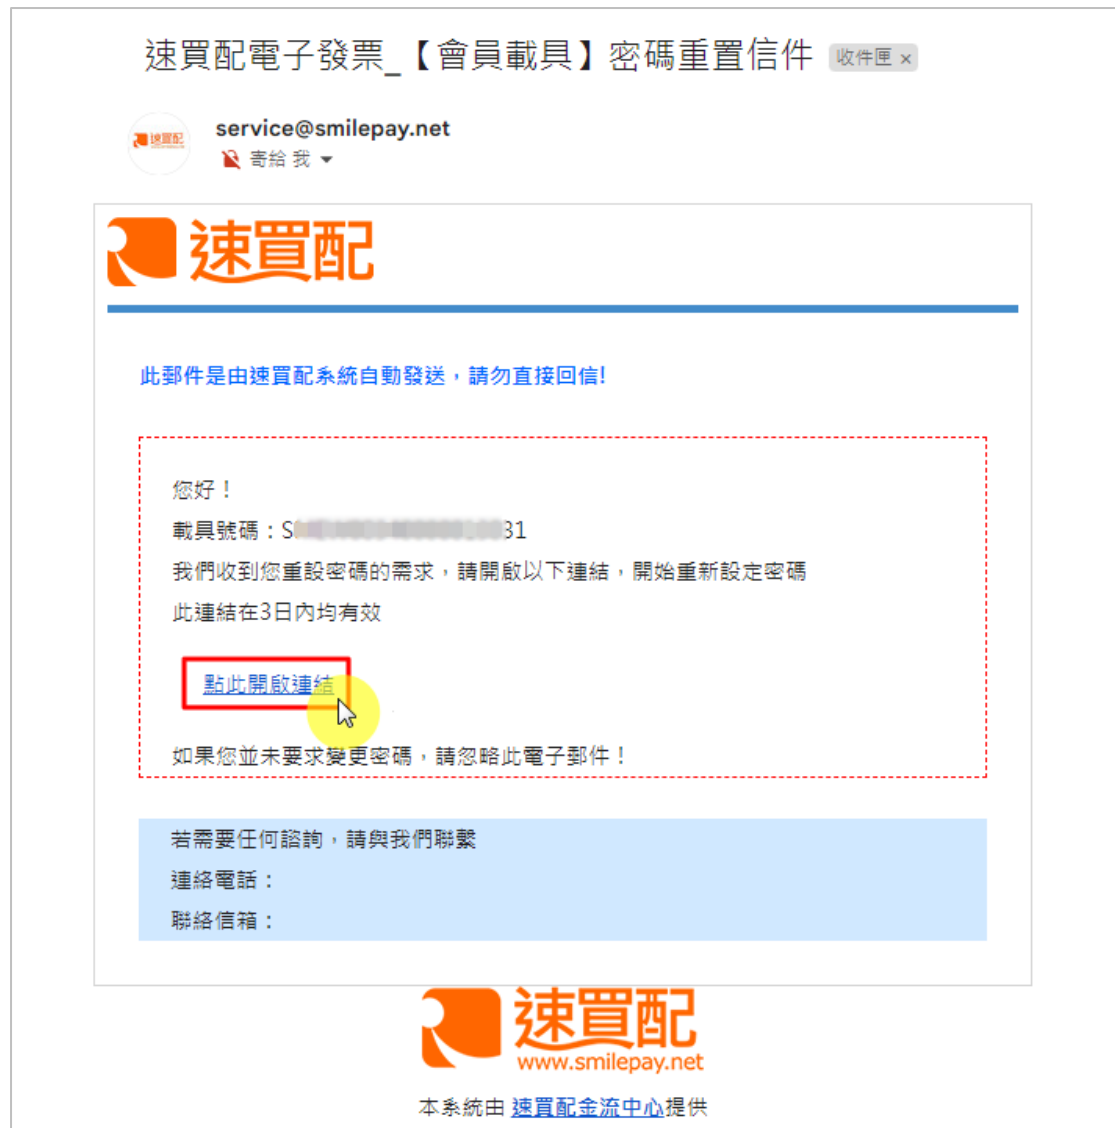 速買配電子發票_【會員載具】密碼重置信件 收件匣 ×
速買配
service@smilepay.net
寄給 我
速買配
此郵件是由速買配系統自動發送，請勿直接回信!
您好！
載具號碼：S 31
我們收到您重設密碼的需求，請開啟以下連結，開始重新設定密碼
此連結在3日內均有效
點此開啟連結
如果您並未要求變更密碼，請忽略此電子郵件！
若需要任何諮詢，請與我們聯繫
連絡電話：
聯絡信箱：
速買配
www.smilepay.net
本系統由 速買配金流中心提供